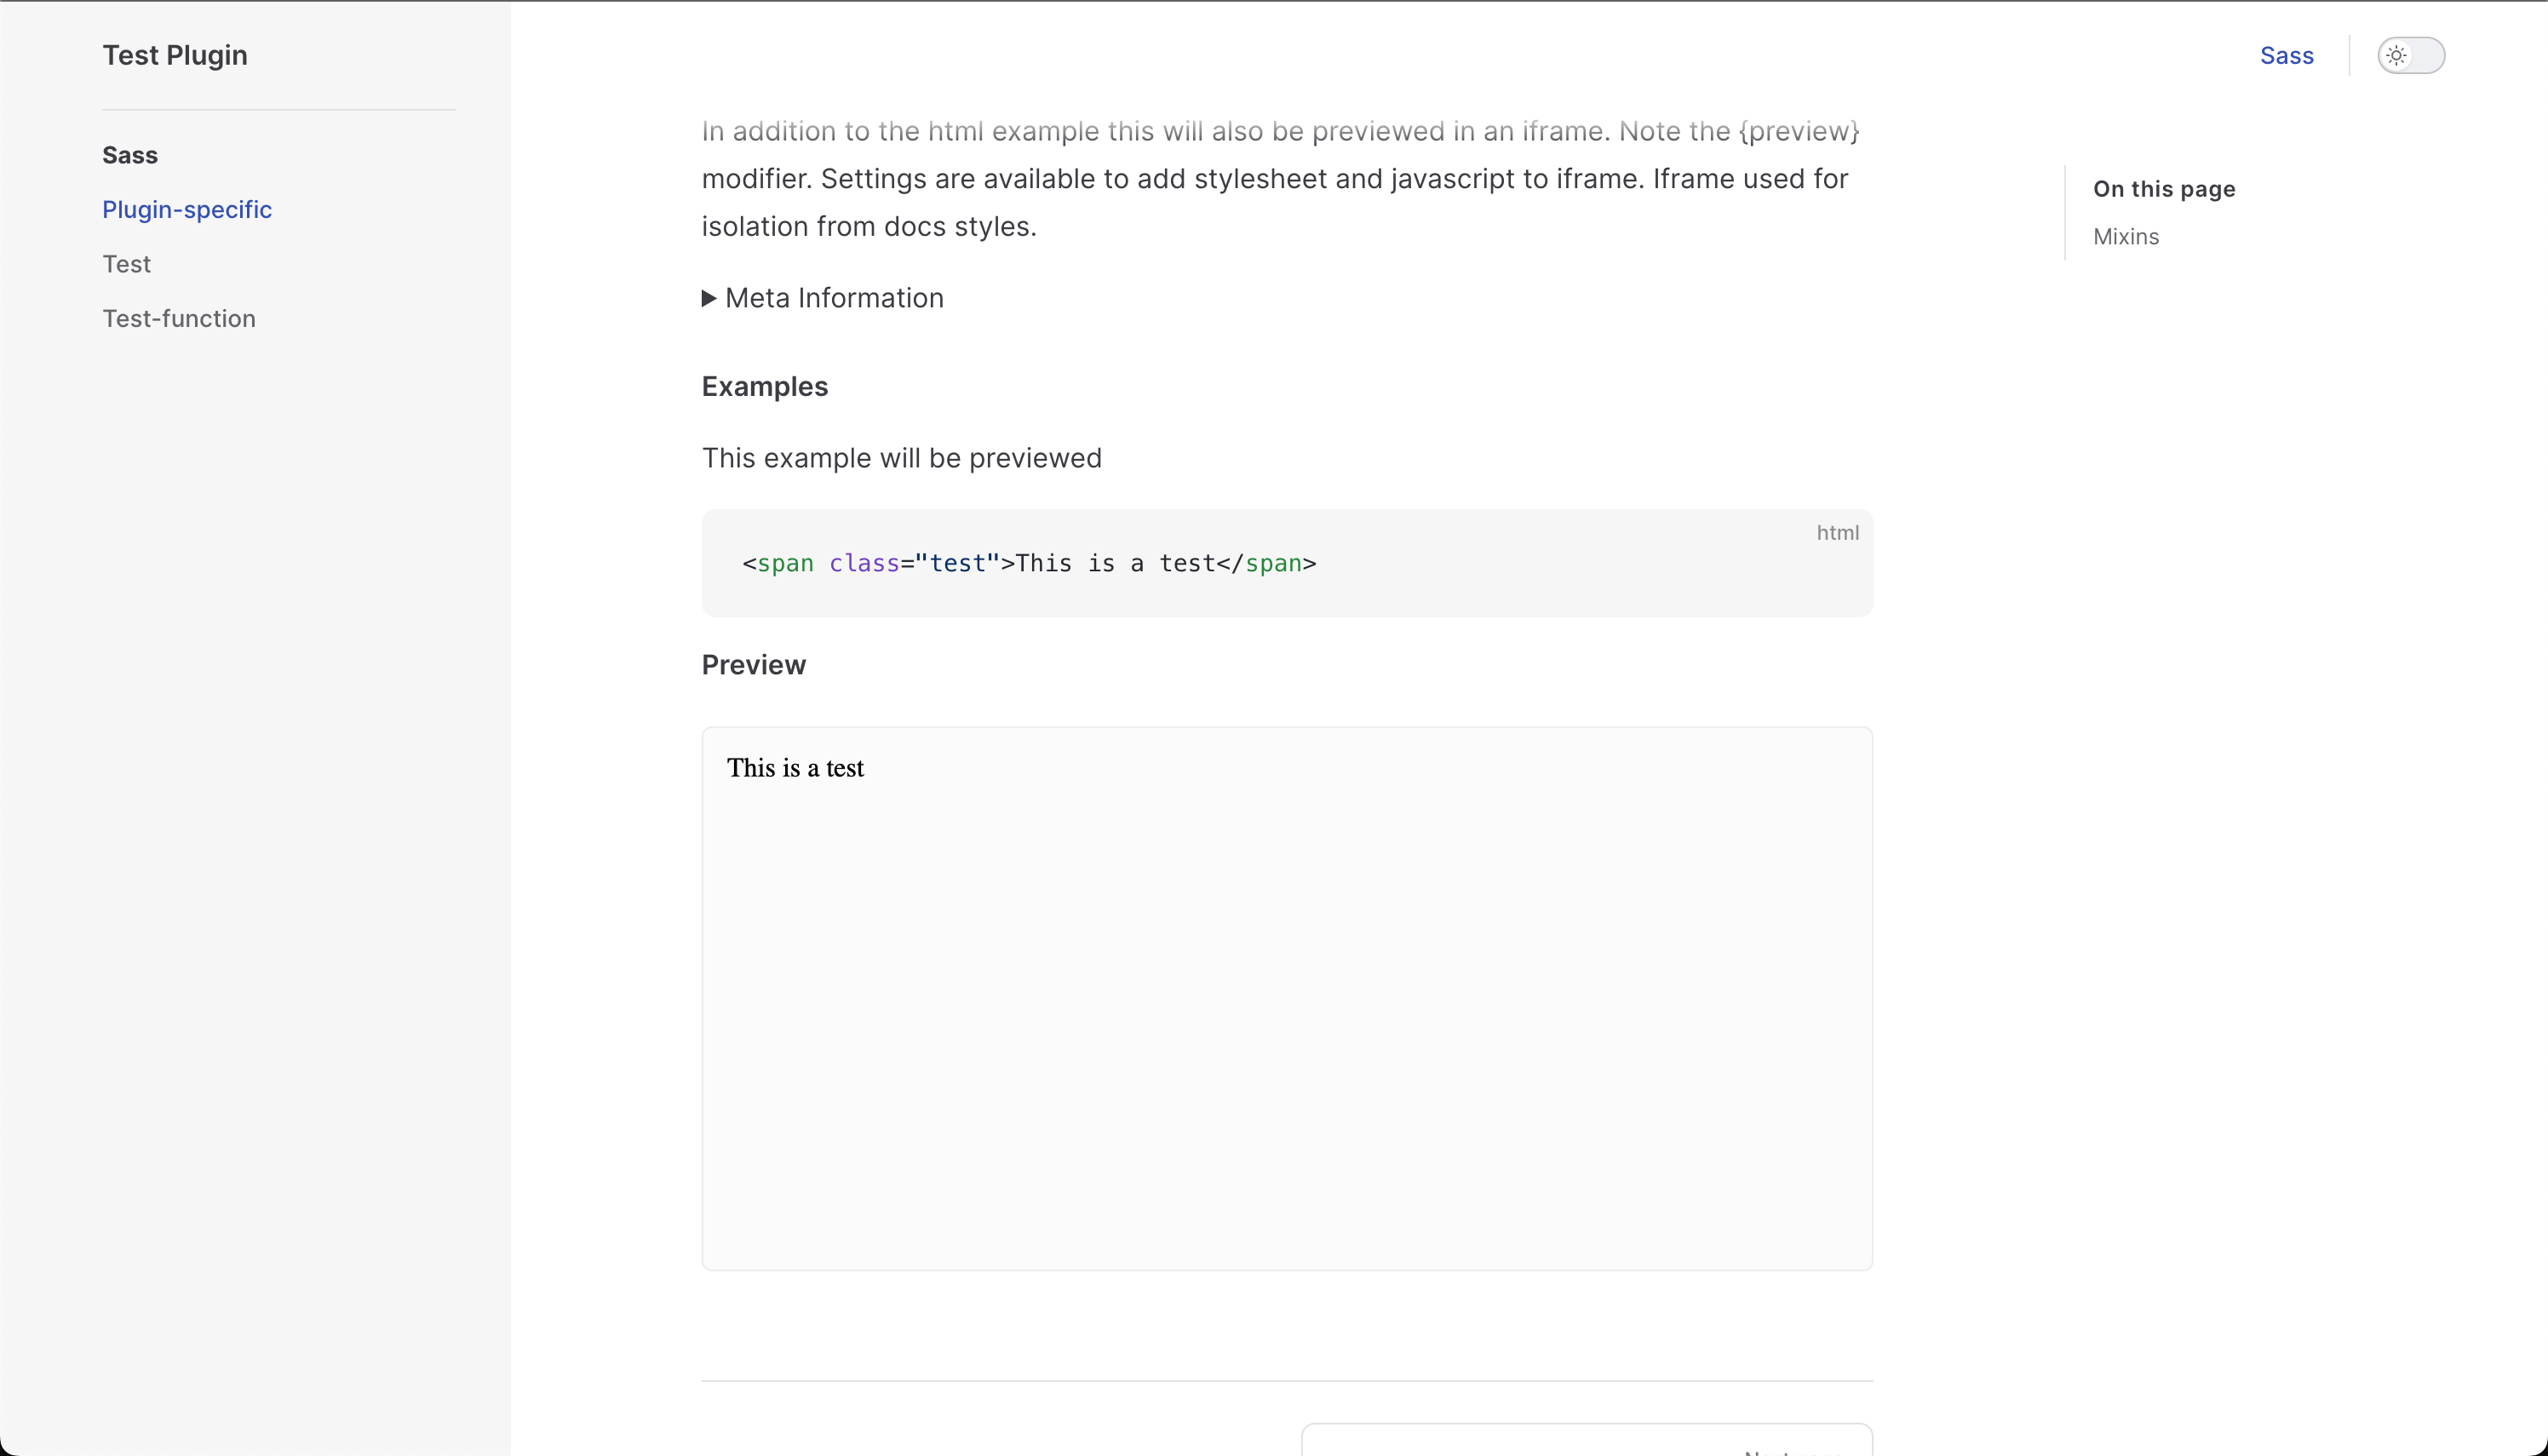 Test Plugin
Sass
Sass
Plugin-specific
Test
Test-function
In addition to the html example this will also be previewed in an iframe. Note the {preview}
modifier. Settings are available to add stylesheet and javascript to iframe. Iframe used for
isolation from docs styles.
Meta Information
Examples
This example will be previewed
html
<span class="test">This is a test</span>
Preview
This is a test
On this page
Mixins